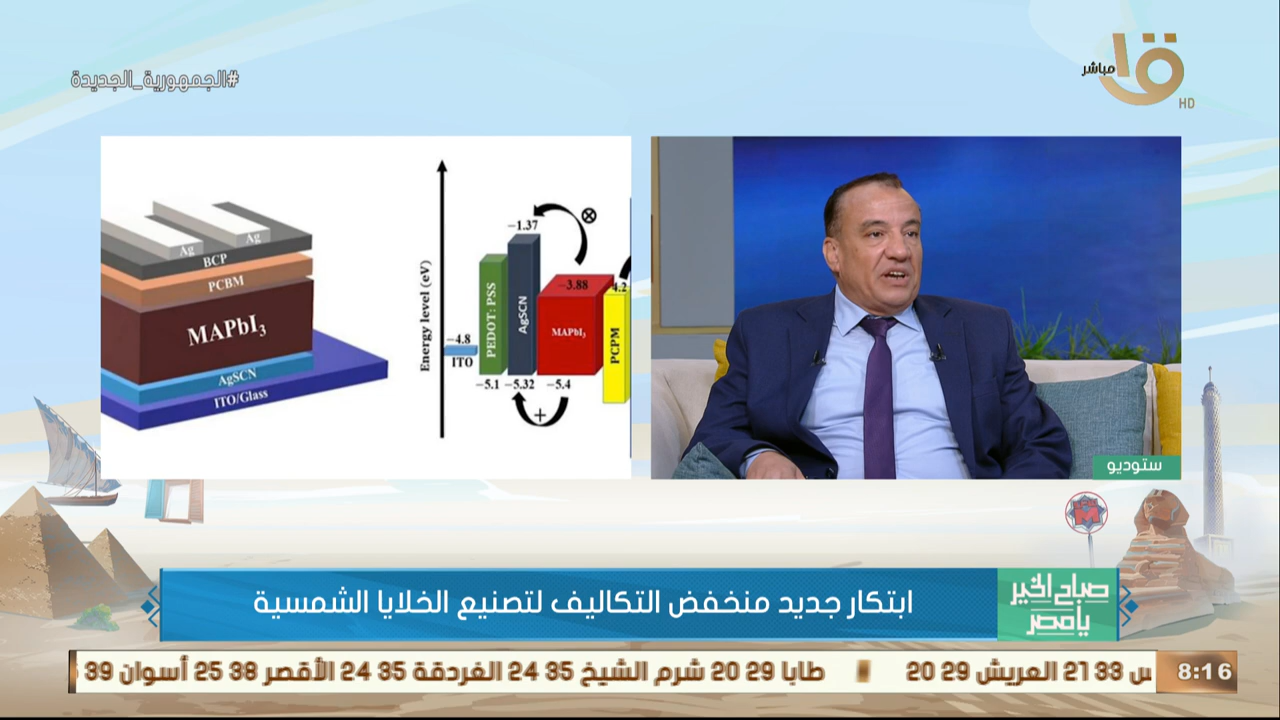 #الجمهورية_الجديدة
مباشر
HD
Ag
Ag
BCP
PCBM
MAPbI3
AgSCN
ITO/Glass
Energy level (eV)
−4.8
ITO
PEDOT: PSS
−5.1
−1.37
AgSCN
−5.32
−3.88
MAPbI3
−5.4
4.2
PCPM
+
ستوديو
صباح الخير
يا مصر
ابتكار جديد منخفض التكاليف لتصنيع الخلايا الشمسية
س 33 21 العريش 29 20
طابا 29 20 شرم الشيخ 35 24 الغردقة 35 24 الأقصر 38 25 أسوان 39
8:16